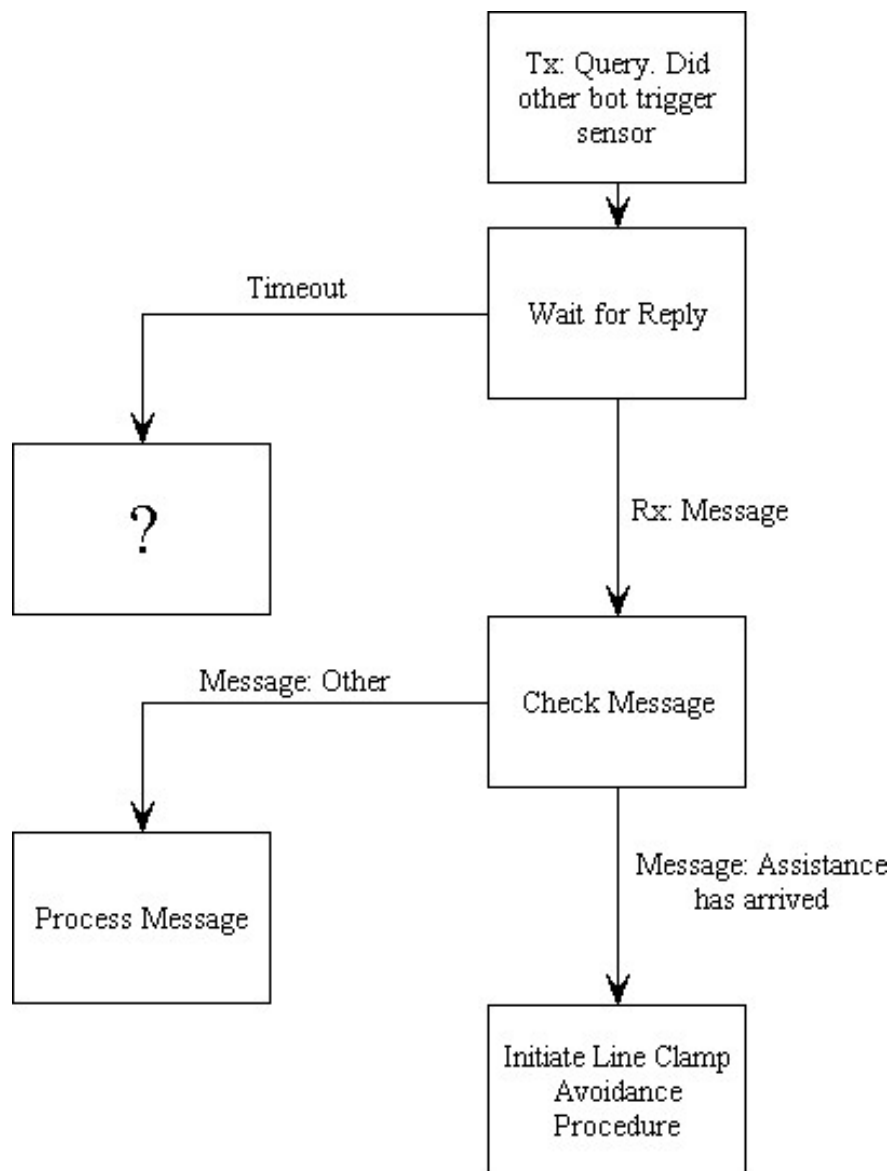 Tx: Query. Did
other bot trigger
sensor
Timeout
Wait for Reply
?
Rx: Message
Message: Other
Check Message
Process Message
Message: Assistance
has arrived
Initiate Line Clamp
Avoidance
Procedure